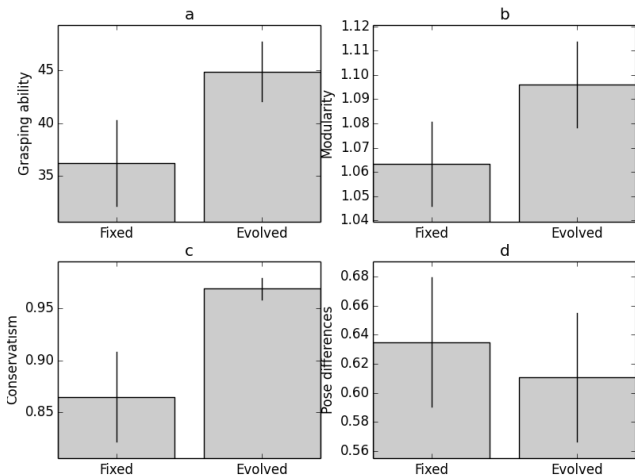 a
Grasping ability
45
40
35
Fixed Evolved
b
Modularity
1.12
1.11
1.10
1.09
1.08
1.07
1.06
1.05
1.04
Fixed Evolved
c
Conservatism
0.95
0.90
0.85
Fixed Evolved
d
Pose differences
0.68
0.66
0.64
0.62
0.60
0.58
0.56
Fixed Evolved